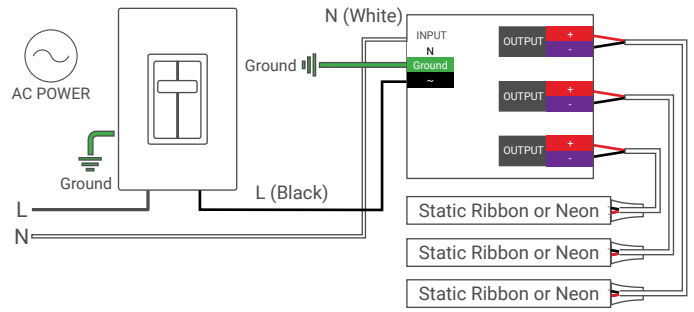 N (White)
AC POWER
Ground
L
N
L (Black)
Ground
INPUT
N
Ground
~
OUTPUT
+
-
OUTPUT
+
-
OUTPUT
+
-
Static Ribbon or Neon
Static Ribbon or Neon
Static Ribbon or Neon